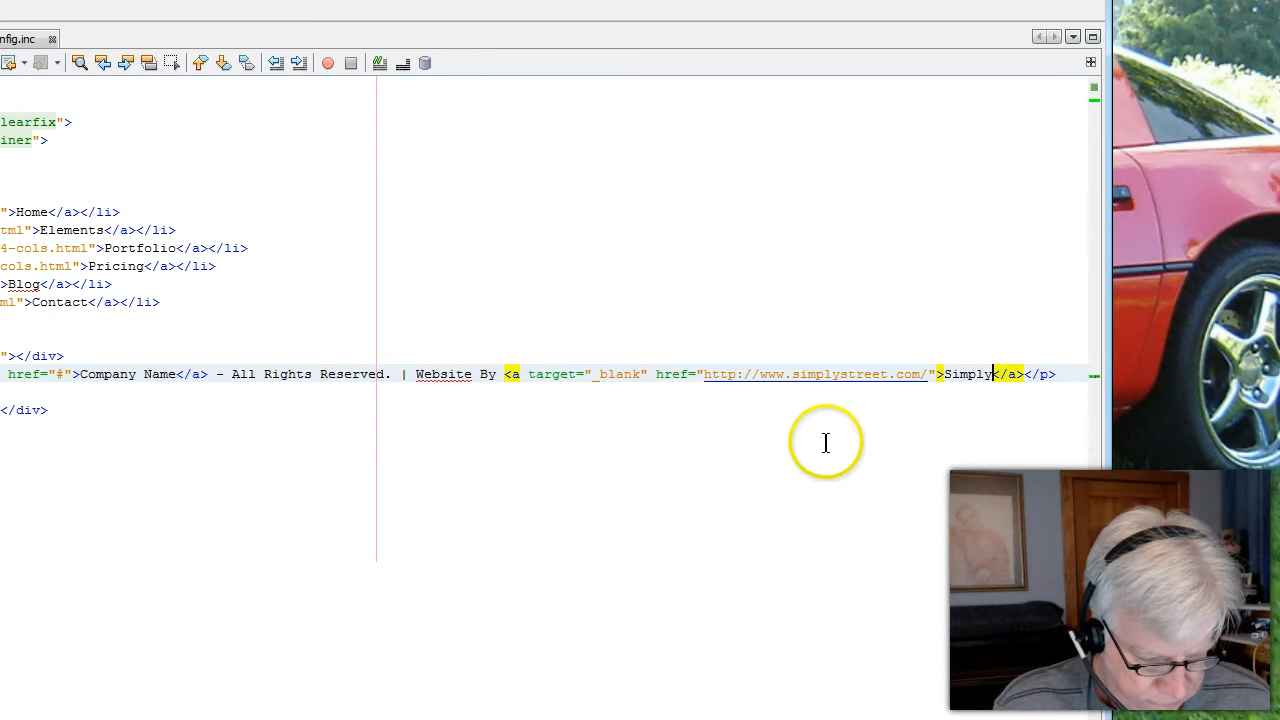 nfig.inc
learfix">
iner">
">Home</a></li>
tml">Elements</a></li>
4-cols.html">Portfolio</a></li>
cols.html">Pricing</a></li>
>Blog</a></li>
ml">Contact</a></li>
"></div>
href="#">Company Name</a> - All Rights Reserved. | Website By <a target="_blank" href="http://www.simplystreet.com/">Simply</a></p>
</div>